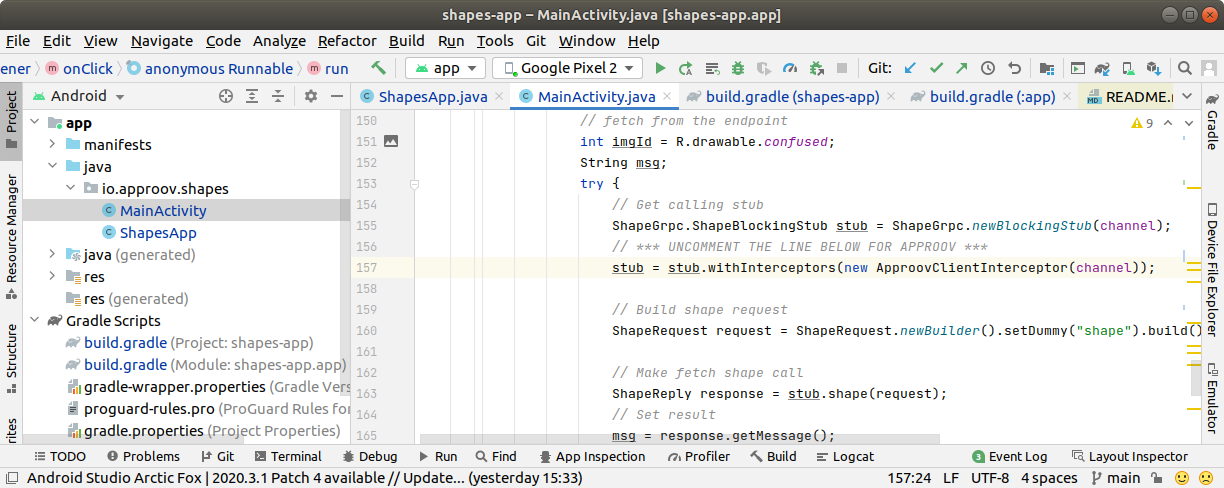 shapes-app – MainActivity.java [shapes-app.app]
File Edit View Navigate Code Analyze Refactor Build Run Tools Git Window Help
ener onClick anonymous Runnable run app Google Pixel 2 Git:
Project
Android
ShapesApp.java MainActivity.java build.gradle (shapes-app) build.gradle (:app) README.
Gradle
app
manifests
java
io.approov.shapes
MainActivity
ShapesApp
java (generated)
res
res (generated)
Gradle Scripts
build.gradle (Project: shapes-app)
build.gradle (Module: shapes-app.app)
gradle-wrapper.properties (Gradle Vers
proguard-rules.pro (ProGuard Rules for
gradle.properties (Project Properties)
Resource Manager
Structure
rites
9
150 // fetch from the endpoint
151 int imgId = R.drawable.confused;
152 String msg;
153 try {
154 // Get calling stub
155 ShapeGrpc.ShapeBlockingStub stub = ShapeGrpc.newBlockingStub(channel);
156 // *** UNCOMMENT THE LINE BELOW FOR APPROOV ***
157 stub = stub.withInterceptors(new ApproovClientInterceptor(channel));
158
159 // Build shape request
160 ShapeRequest request = ShapeRequest.newBuilder().setDummy("shape").build()
161
162 // Make fetch shape call
163 ShapeReply response = stub.shape(request);
164 // Set result
165 msg = response.getMessage();
Device File Explorer
Emulator
TODO Problems Git Terminal Debug Run Find App Inspection Profiler Build Logcat 3 Event Log Layout Inspector
Android Studio Arctic Fox | 2020.3.1 Patch 4 available // Update... (yesterday 15:33) 157:24 LF UTF-8 4 spaces main